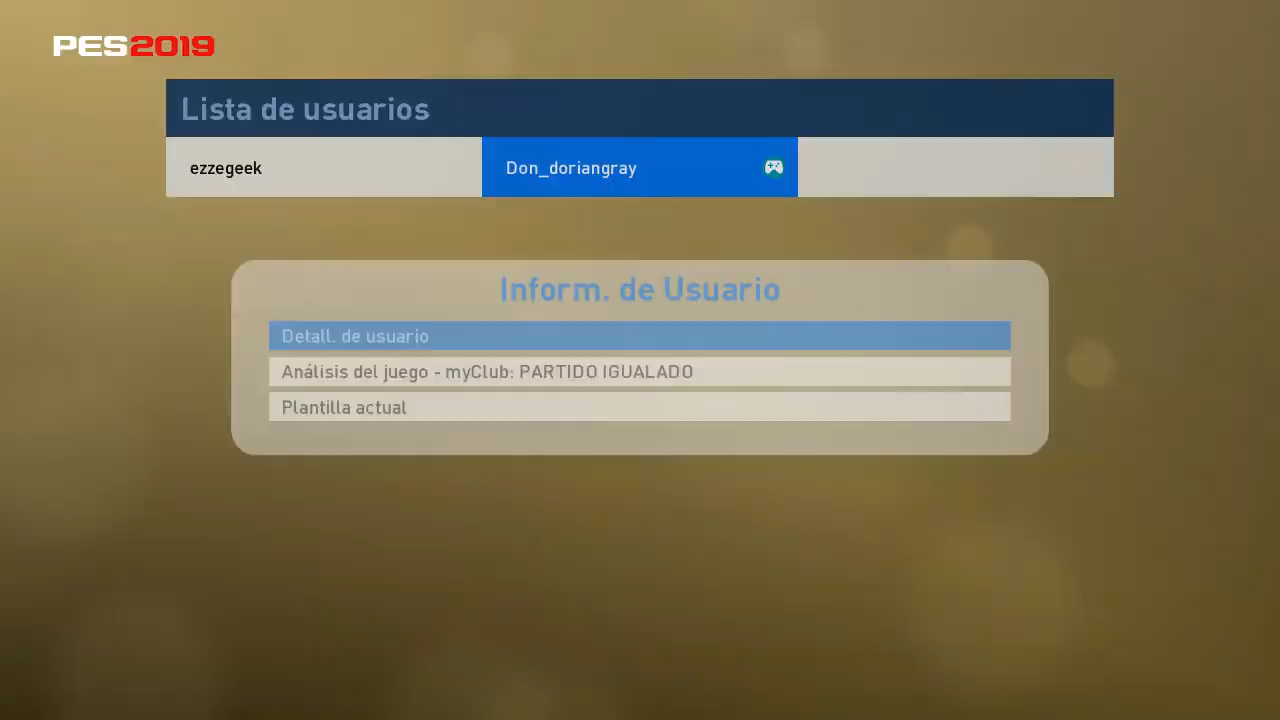 PES2019
Lista de usuarios
ezzegeek
Don_doriangray
Inform. de Usuario
Detall. de usuario
Análisis del juego - myClub: PARTIDO IGUALADO
Plantilla actual